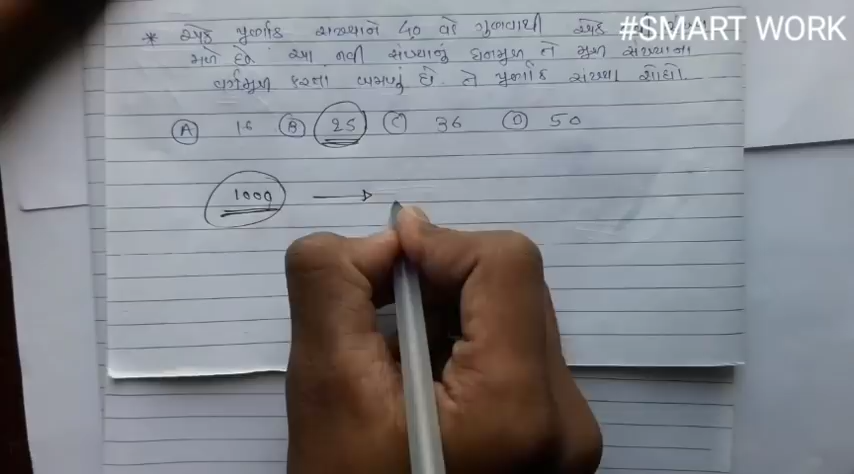 #SMART WORK
* એક પૂર્ણાંક સંખ્યાને 40 વડે ગુણવાથી એક
મળે છે. આ નવી સંખ્યાનું ઘનમૂળ તે મૂળ સંખ્યાના
વર્ગમૂળ કરતાં બમણું છે. તે પૂર્ણાંક સંખ્યા શોધો.
A 16 B 25 C 36 D 50
1000 →